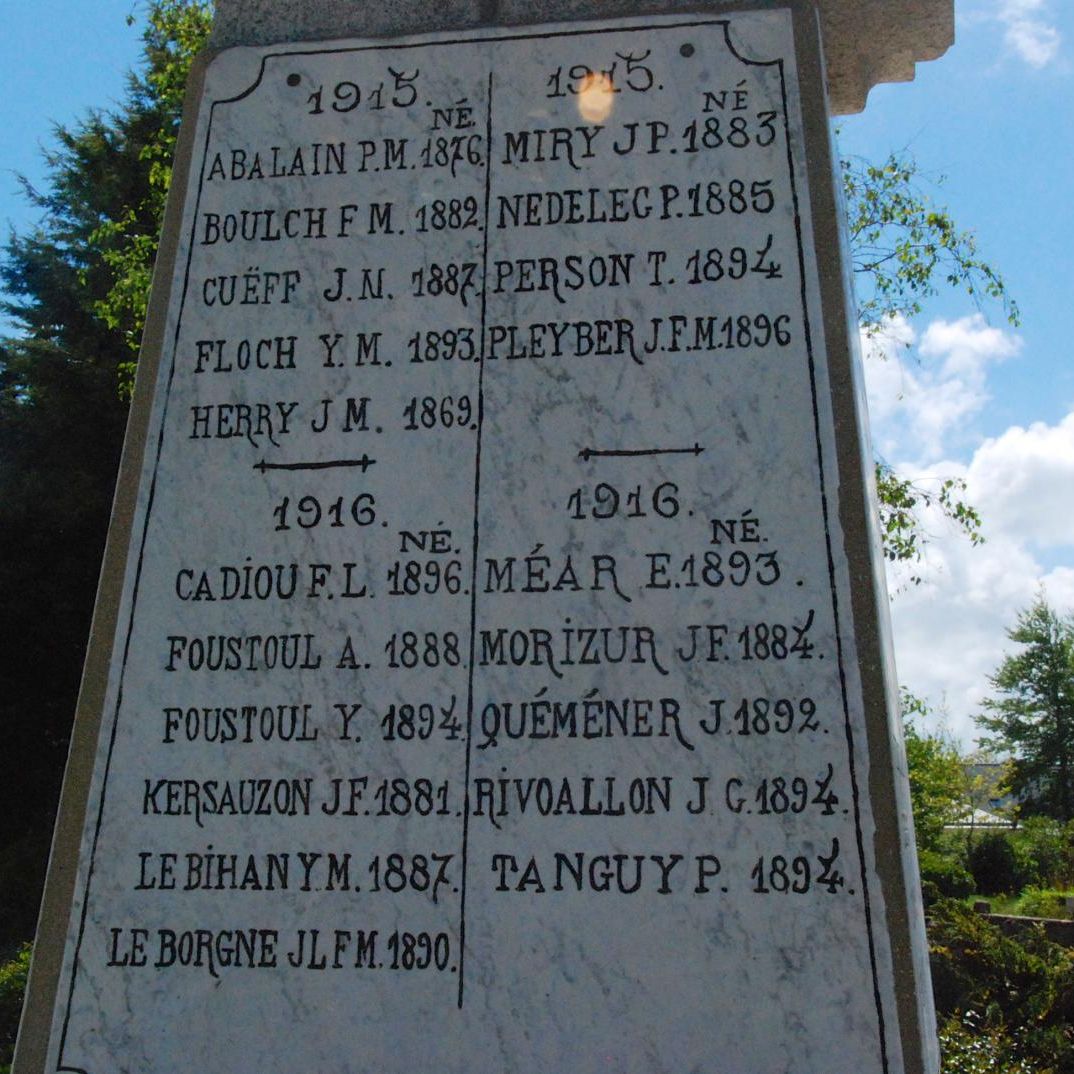 1915.
NÉ.
ABALAIN P.M. 1876.
BOULCH F M. 1882.
CUËFF J.N. 1887.
FLOCH Y.M. 1893.
HERRY J M. 1869.
1916.
NÉ.
CADIOU F.L. 1896.
FOUSTOUL A. 1888.
FOUSTOUL Y. 1894.
KERSAUZON J.F. 1881.
LE BIHAN Y.M. 1887.
LE BORGNE J L F M. 1890.
1915.
NÉ
MIRY J P. 1883
NEDELEC P. 1885
PERSON T. 1894
PLEYBER J.F.M. 1896
1916.
NÉ.
MÉAR E. 1893.
MORIZUR J F. 1884.
QUÉMÉNER J. 1892.
RIVOALLON J G. 1894.
TANGUY P. 1894.